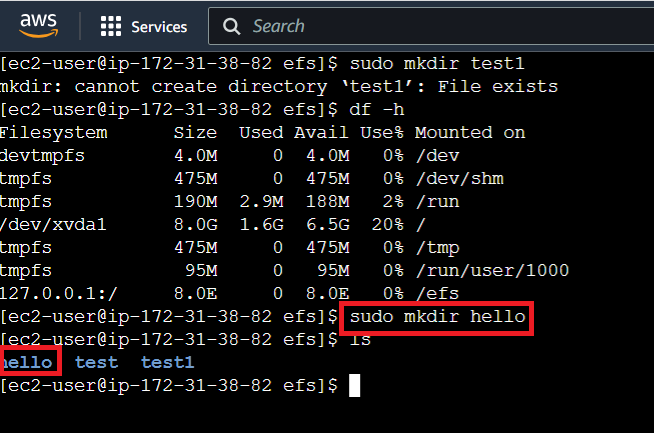 aws Services Search
[ec2-user@ip-172-31-38-82 efs]$ sudo mkdir test1
mkdir: cannot create directory ‘test1’: File exists
[ec2-user@ip-172-31-38-82 efs]$ df -h
Filesystem      Size  Used Avail Use% Mounted on
devtmpfs        4.0M     0  4.0M   0% /dev
tmpfs           475M     0  475M   0% /dev/shm
tmpfs           190M  2.9M  188M   2% /run
/dev/xvda1      8.0G  1.6G  6.5G  20% /
tmpfs           475M     0  475M   0% /tmp
tmpfs            95M     0   95M   0% /run/user/1000
127.0.0.1:/     8.0E     0  8.0E   0% /efs
[ec2-user@ip-172-31-38-82 efs]$ sudo mkdir hello
[ec2-user@ip-172-31-38-82 efs]$ ls
hello  test  test1
[ec2-user@ip-172-31-38-82 efs]$